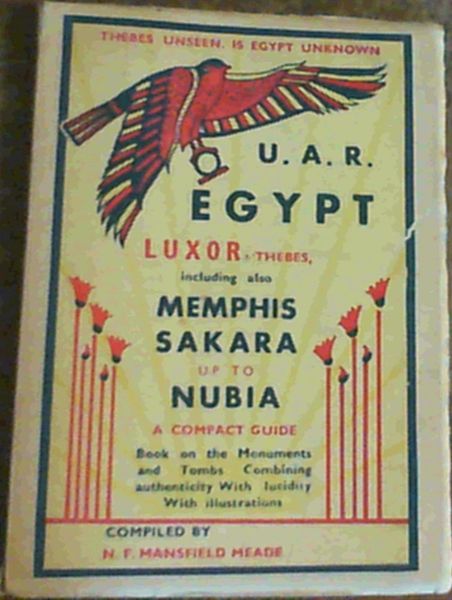 THEBES UNSEEN, IS EGYPT UNKNOWN
U. A. R.
EGYPT
LUXOR & THEBES,
including also
MEMPHIS
SAKARA
UP TO
NUBIA
A COMPACT GUIDE
Book on the Monuments
and Tombs Combining
authenticity With lucidity
With illustrations
COMPILED BY
N. F. MANSFIELD MEADE